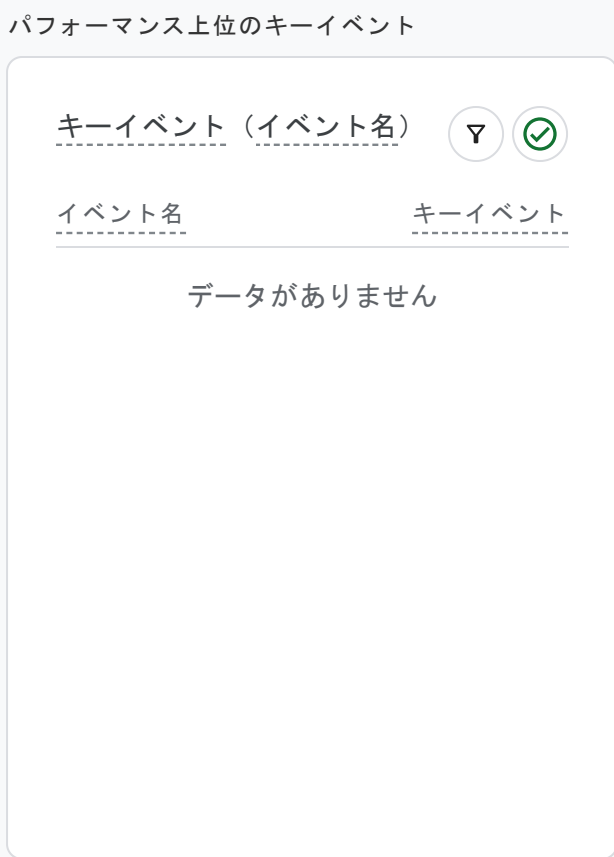 パフォーマンス上位のキーイベント
キーイベント（イベント名）
イベント名 キーイベント
データがありません